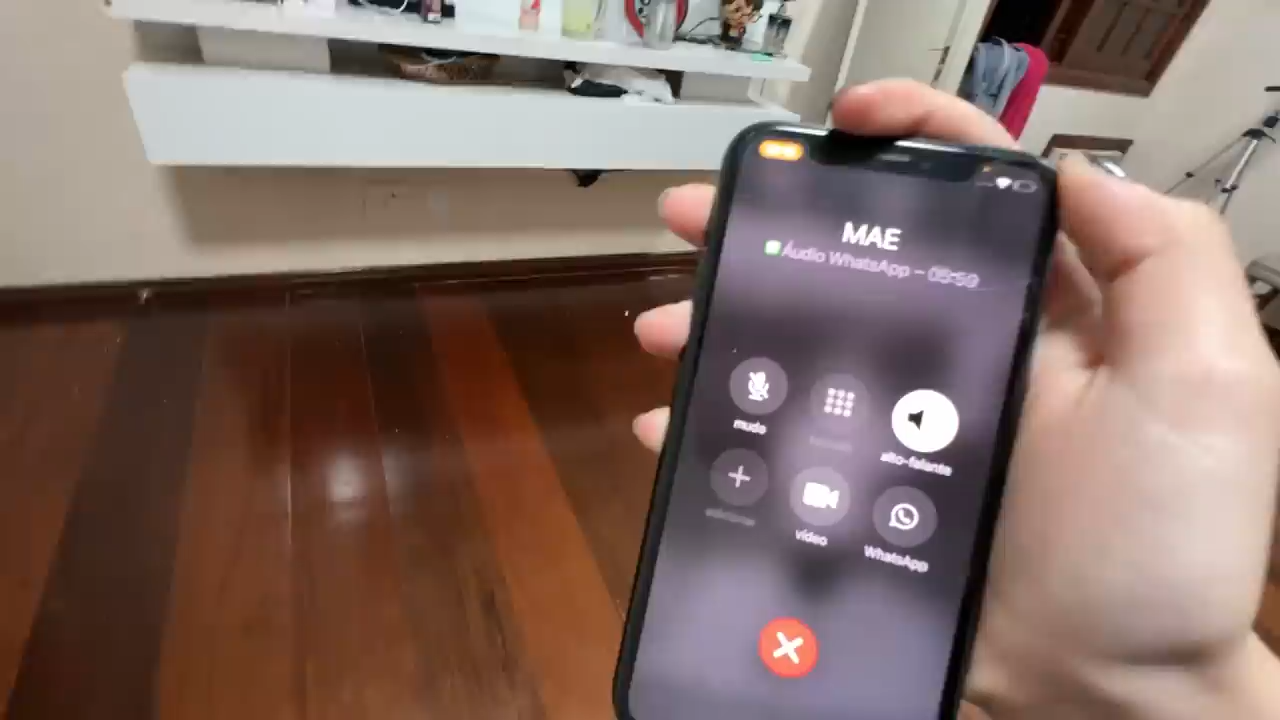 MAE
Áudio WhatsApp – 05:59
mudo
alto-falante
vídeo
WhatsApp